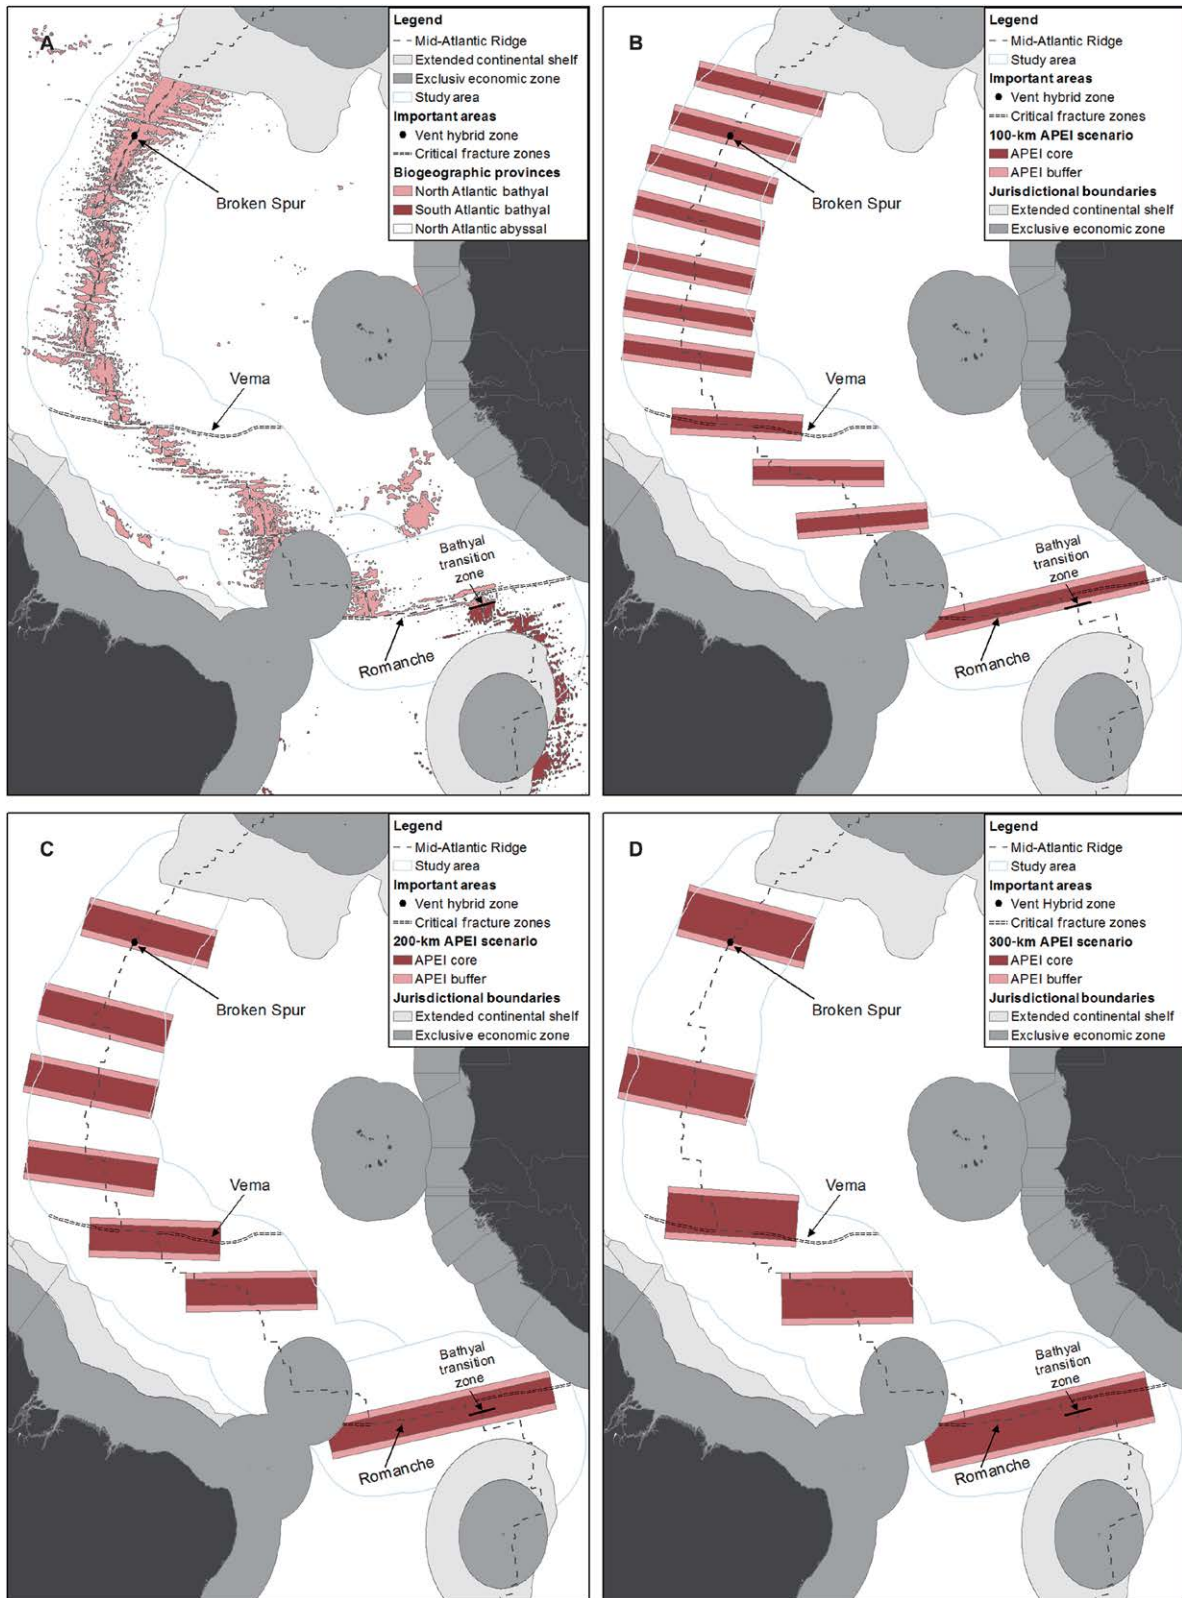 A
Legend
Mid-Atlantic Ridge
Extended continental shelf
Exclusiv economic zone
Study area
Important areas
Vent hybrid zone
Critical fracture zones
Biogeographic provinces
North Atlantic bathyal
South Atlantic bathyal
North Atlantic abyssal
Broken Spur
Vema
Bathyal
transition
zone
Romanche
B
Legend
Mid-Atlantic Ridge
Study area
Important areas
Vent hybrid zone
Critical fracture zones
100-km APEI scenario
APEI core
APEI buffer
Jurisdictional boundaries
Extended continental shelf
Exclusive economic zone
Broken Spur
Vema
Bathyal
transition
zone
Romanche
C
Legend
Mid-Atlantic Ridge
Study area
Important areas
Vent hybrid zone
Critical fracture zones
200-km APEI scenario
APEI core
APEI buffer
Jurisdictional boundaries
Extended continental shelf
Exclusive economic zone
Broken Spur
Vema
Bathyal
transition
zone
Romanche
D
Legend
Mid-Atlantic Ridge
Study area
Important areas
Vent Hybrid zone
Critical fracture zones
300-km APEI scenario
APEI core
APEI buffer
Jurisdictional boundaries
Extended continental shelf
Exclusive economic zone
Broken Spur
Vema
Bathyal
transition
zone
Romanche